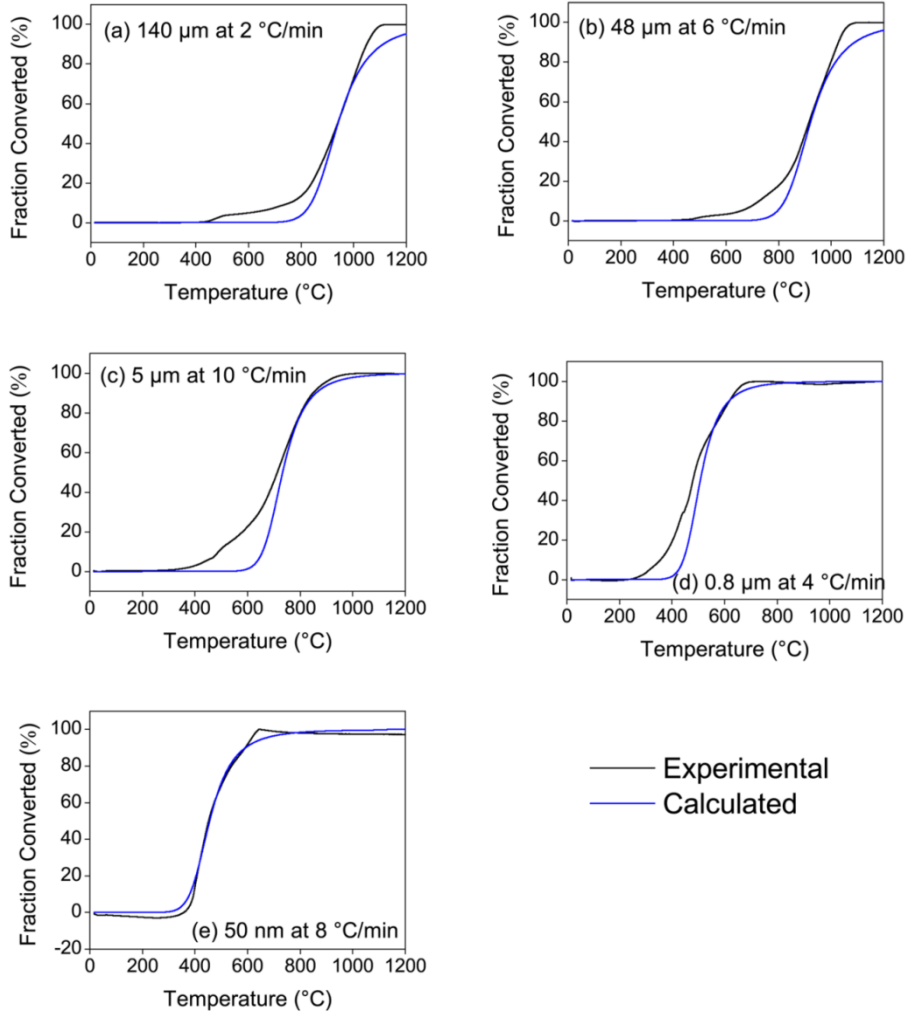 (a) 140 µm at 2 °C/min
100
80
60
40
20
0
0 200 400 600 800 1000 1200
Fraction Converted (%)
Temperature (°C)
(b) 48 µm at 6 °C/min
100
80
60
40
20
0
0 200 400 600 800 1000 1200
Fraction Converted (%)
Temperature (°C)
(c) 5 µm at 10 °C/min
100
80
60
40
20
0
0 200 400 600 800 1000 1200
Fraction Converted (%)
Temperature (°C)
100
80
60
40
20
0
(d) 0.8 µm at 4 °C/min
0 200 400 600 800 1000 1200
Fraction Converted (%)
Temperature (°C)
100
80
60
40
20
0
-20
(e) 50 nm at 8 °C/min
0 200 400 600 800 1000 1200
Fraction Converted (%)
Temperature (°C)
Experimental
Calculated